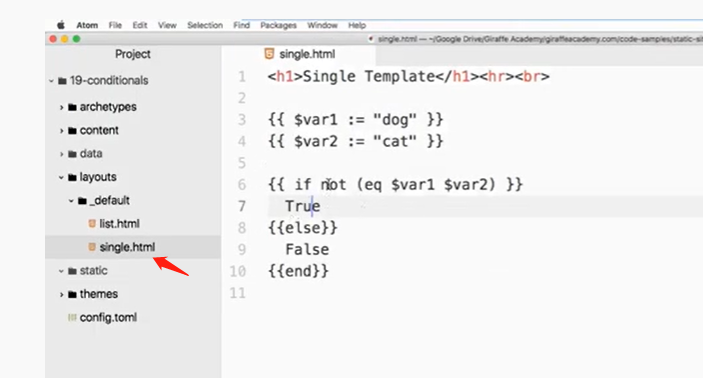 Atom File Edit View Selection Find Packages Window Help
single.html — ~/Google Drive/Giraffe Academy/giraffeacademy.com/code-samples/static-si
Project
single.html
19-conditionals
archetypes
content
data
layouts
_default
list.html
single.html
static
themes
config.toml
1 <h1>Single Template</h1><hr><br>
2
3 {{ $var1 := "dog" }}
4 {{ $var2 := "cat" }}
5
6 {{ if not (eq $var1 $var2) }}
7 True
8 {{else}}
9 False
10 {{end}}
11